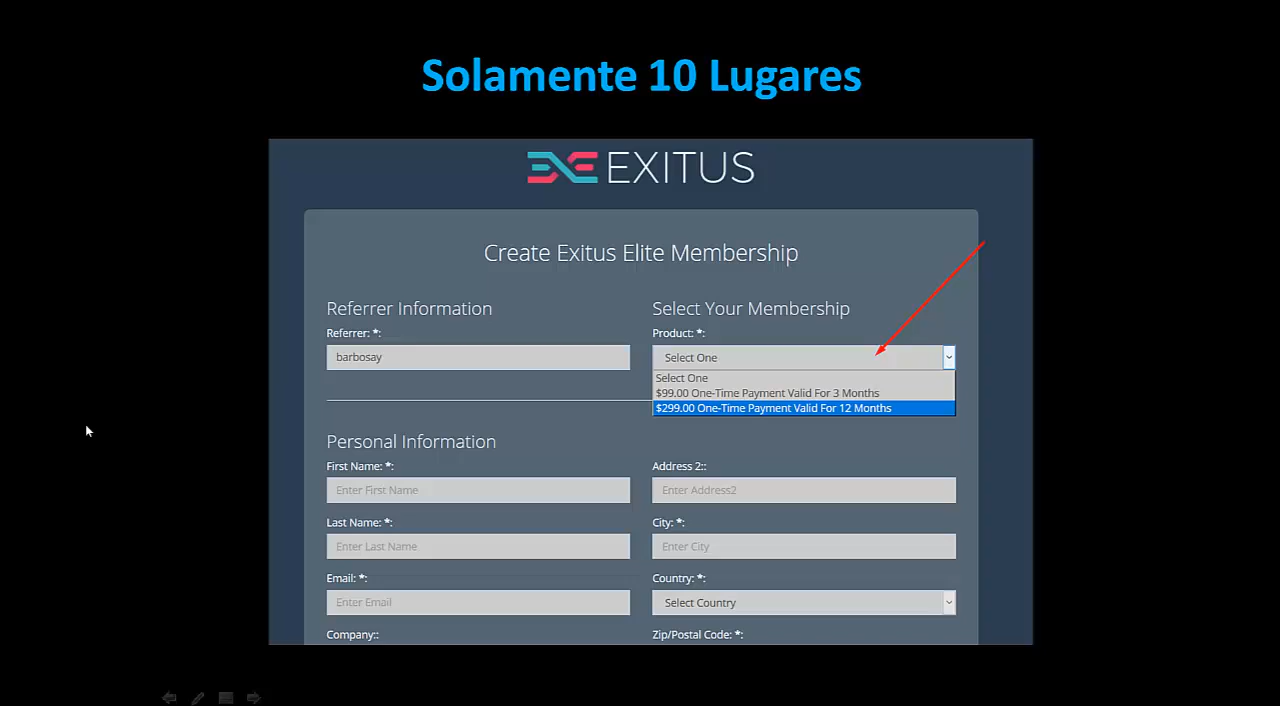 Solamente 10 Lugares
EXITUS
Create Exitus Elite Membership
Referrer Information
Referrer: *:
barbosay
Select Your Membership
Product: *:
Select One
Select One
$99.00 One-Time Payment Valid For 3 Months
$299.00 One-Time Payment Valid For 12 Months
Personal Information
First Name: *:
Enter First Name
Address 2::
Enter Address2
Last Name: *:
Enter Last Name
City: *:
Enter City
Email: *:
Enter Email
Country: *:
Select Country
Company::
Zip/Postal Code: *: